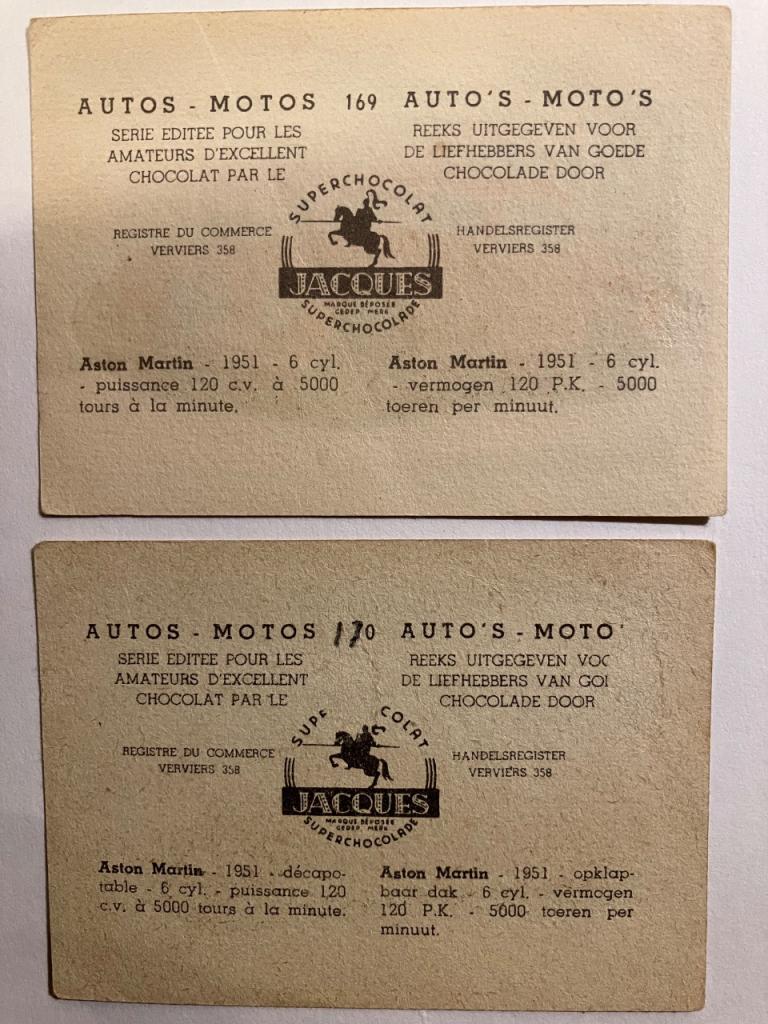 AUTOS - MOTOS 169 AUTO'S - MOTO'S
SERIE EDITEE POUR LES
AMATEURS D'EXCELLENT
CHOCOLAT PAR LE
REEKS UITGEGEVEN VOOR
DE LIEFHEBBERS VAN GOEDE
CHOCOLADE DOOR
REGISTRE DU COMMERCE
VERVIERS 358
SUPERCHOCOLAT
JACQUES
MARQUE DÉPOSÉE
GEDEP. MERK
SUPERCHOCOLADE
HANDELSREGISTER
VERVIERS 358
Aston Martin - 1951 - 6 cyl.
- puissance 120 c.v. à 5000
tours à la minute.
Aston Martin - 1951 - 6 cyl.
- vermogen 120 P.K. - 5000
toeren per minuut.
AUTOS - MOTOS 170 AUTO'S - MOTO'
SERIE EDITEE POUR LES
AMATEURS D'EXCELLENT
CHOCOLAT PAR LE
REEKS UITGEGEVEN VOO
DE LIEFHEBBERS VAN GOE
CHOCOLADE DOOR
REGISTRE DU COMMERCE
VERVIERS 358
SUPE COLAT
JACQUES
MARQUE DÉPOSÉE
GEDEP. MERK
SUPERCHOCOLADE
HANDELSREGISTER
VERVIERS 358
Aston Martin - 1951 - décapo-
table - 6 cyl. - puissance 120
c.v. à 5000 tours à la minute.
Aston Martin - 1951 - opklap-
baar dak - 6 cyl. - vermogen
120 P.K. - 5000 toeren per
minuut.